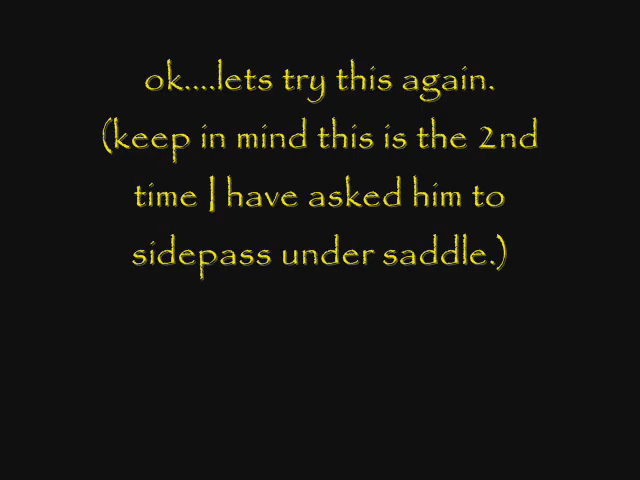 ok....lets try this again.
(keep in mind this is the 2nd
time I have asked him to
sidepass under saddle.)